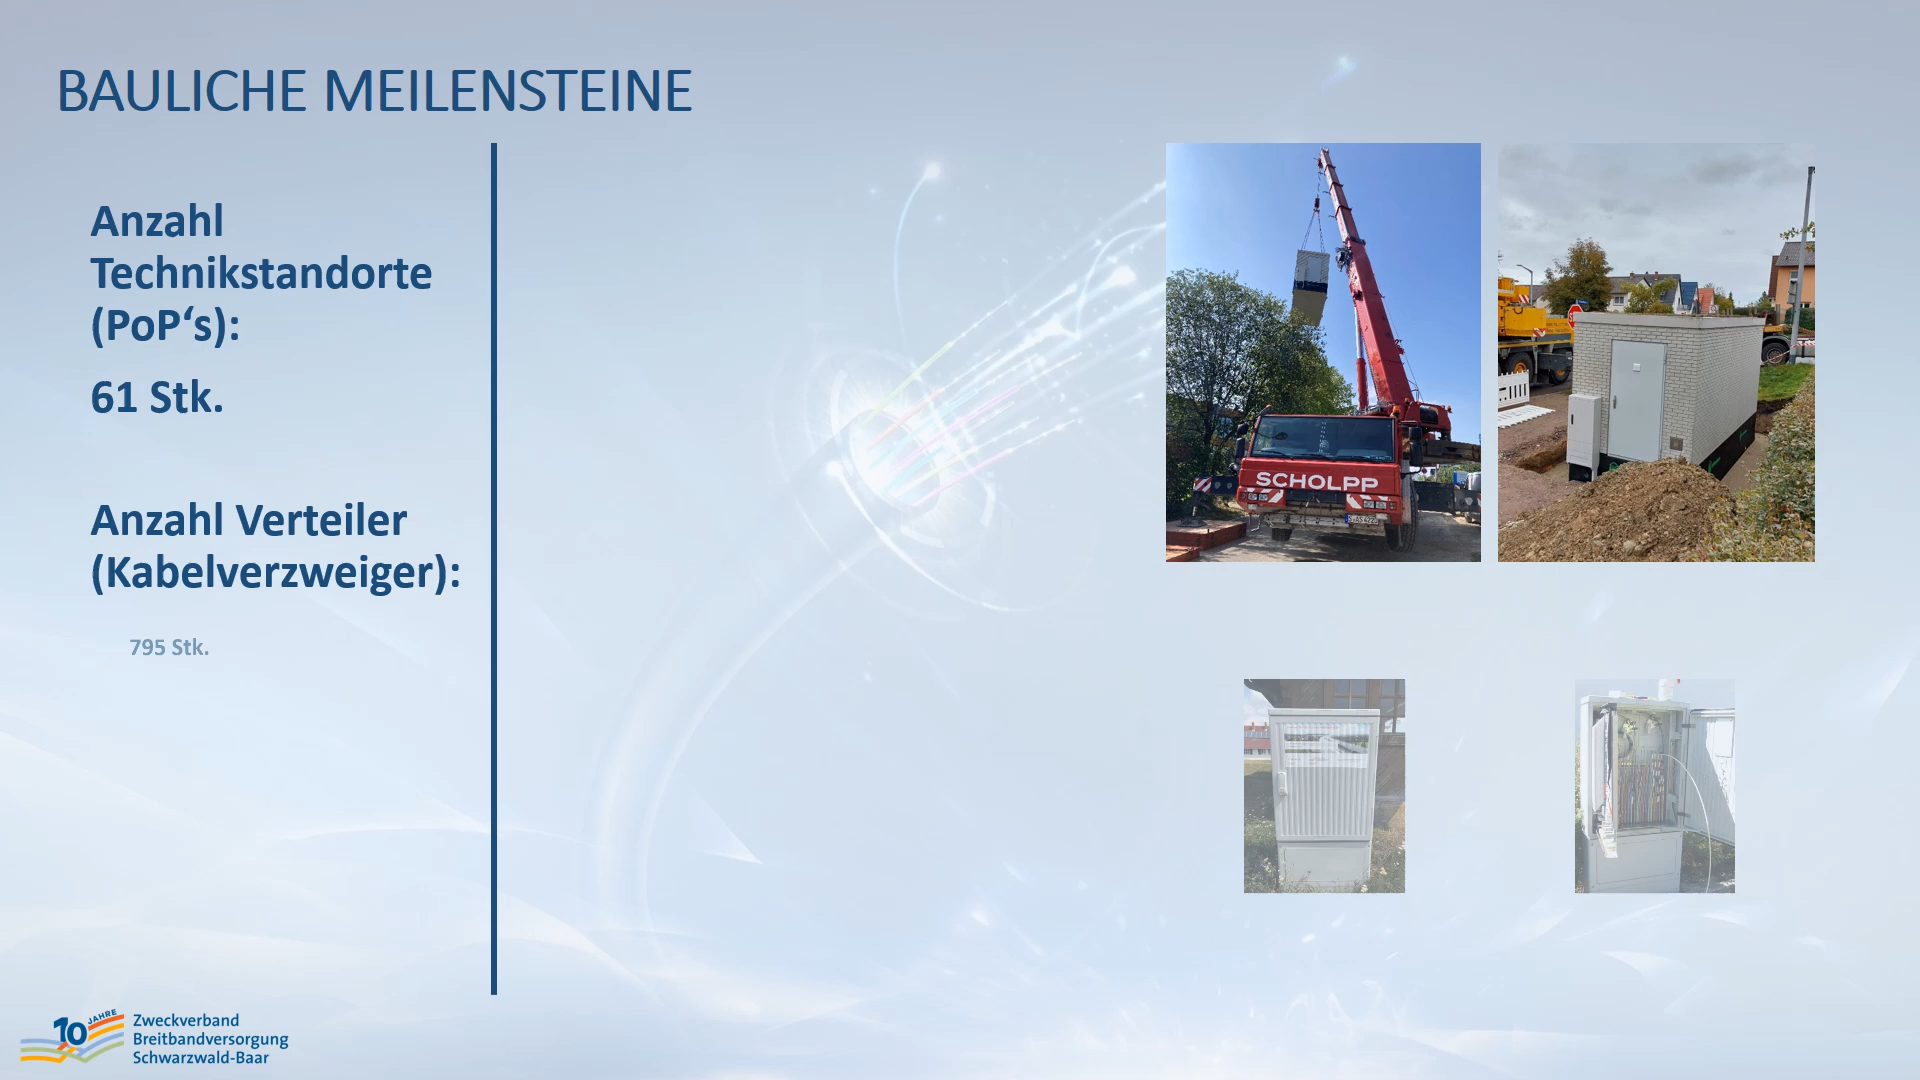 BAULICHE MEILENSTEINE
Anzahl
Technikstandorte
(PoP‘s):
61 Stk.
Anzahl Verteiler
(Kabelverzweiger):
795 Stk.
SCHOLPP
10 JAHRE
Zweckverband
Breitbandversorgung
Schwarzwald-Baar